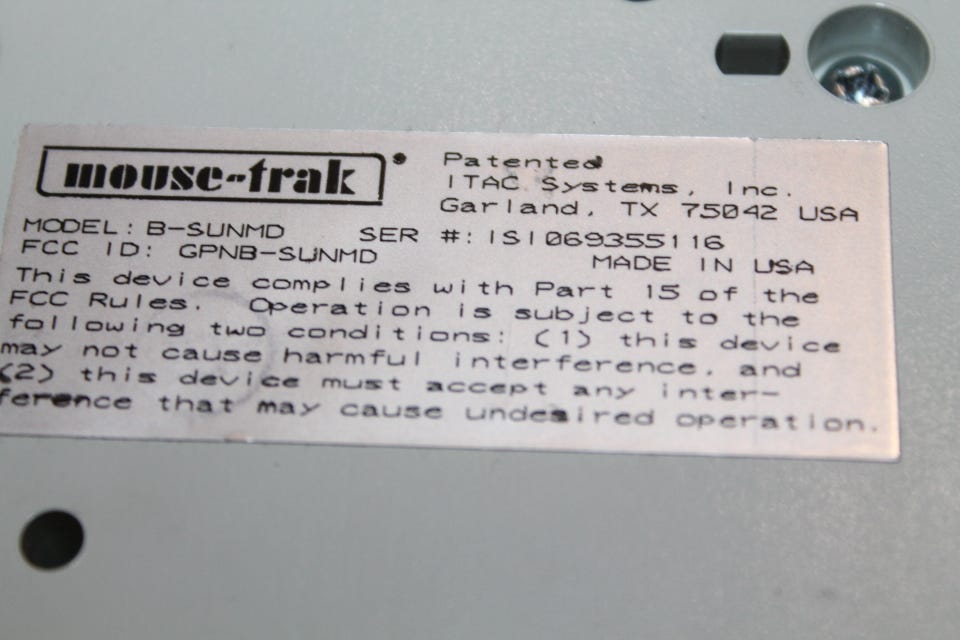 mouse-trak
Patented
ITAC Systems, Inc.
Garland, TX 75042 USA
MODEL: B-SUNMD SER #: ISI069355116
FCC ID: GPNB-SUNMD MADE IN USA
This device complies with Part 15 of the
FCC Rules. Operation is subject to the
following two conditions: (1) this device
may not cause harmful interference, and
(2) this device must accept any inter-
ference that may cause undesired operation.